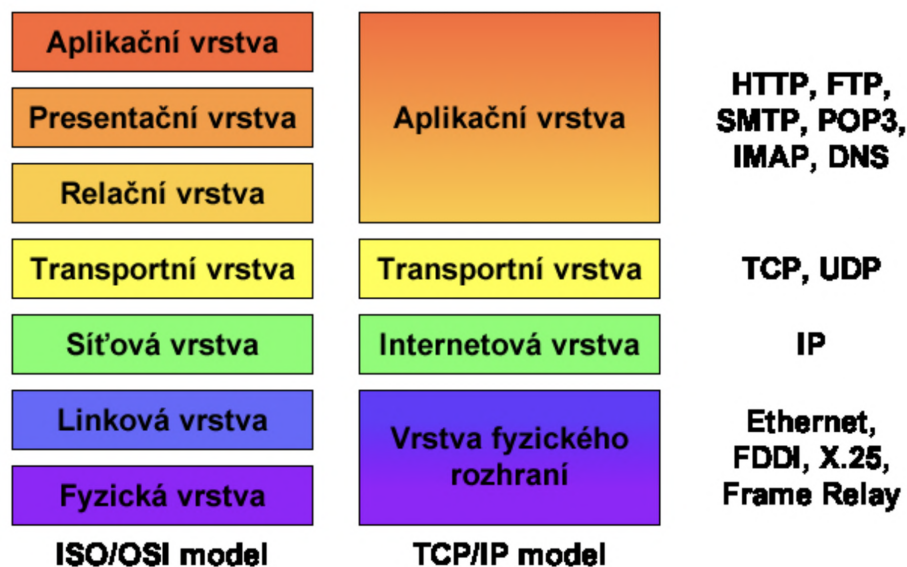 Aplikační vrstva
Presentační vrstva
Relační vrstva
Transportní vrstva
Síťová vrstva
Linková vrstva
Fyzická vrstva
ISO/OSI model
Aplikační vrstva
Transportní vrstva
Internetová vrstva
Vrstva fyzického
rozhraní
TCP/IP model
HTTP, FTP,
SMTP, POP3,
IMAP, DNS
TCP, UDP
IP
Ethernet,
FDDI, X.25,
Frame Relay